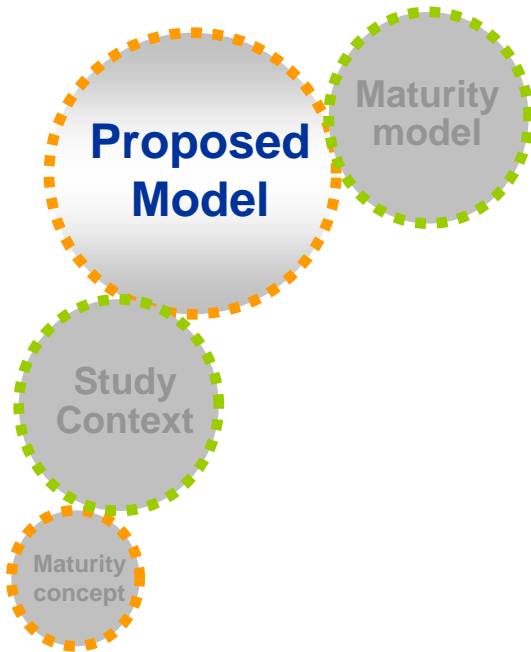 Maturity
model
Proposed
Model
Study
Context
Maturity
concept